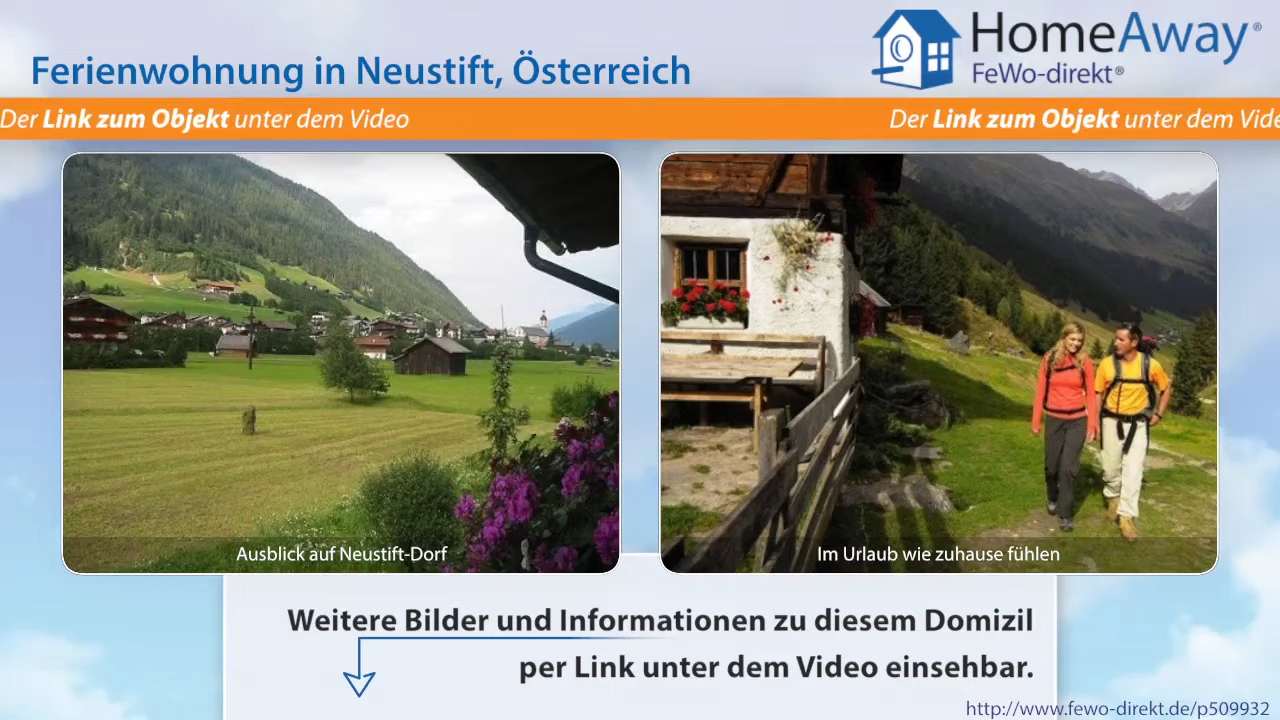 Ferienwohnung in Neustift, Österreich
HomeAway®
FeWo-direkt®
Der Link zum Objekt unter dem Video
Der Link zum Objekt unter dem Vide
Ausblick auf Neustift-Dorf
Im Urlaub wie zuhause fühlen
Weitere Bilder und Informationen zu diesem Domizil
per Link unter dem Video einsehbar.
http://www.fewo-direkt.de/p509932